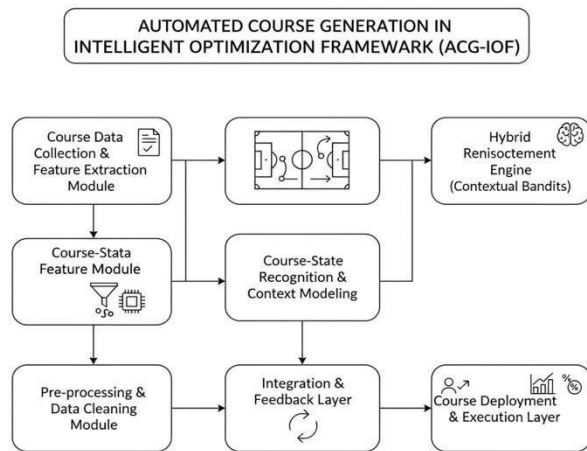 AUTOMATED COURSE GENERATION IN
INTELLIGENT OPTIMIZATION FRAMEWARK (ACG-IOF)
Course Data
Collection &
Feature Extraction
Module
Hybrid
Renisoctement
Engine
(Contextual Bandits)
Course-Stata
Feature Module
Course-State
Recognition &
Context Modeling
Pre-processing &
Data Cleaning
Module
Integration &
Feedback Layer
Course Deployment
& Execution Layer